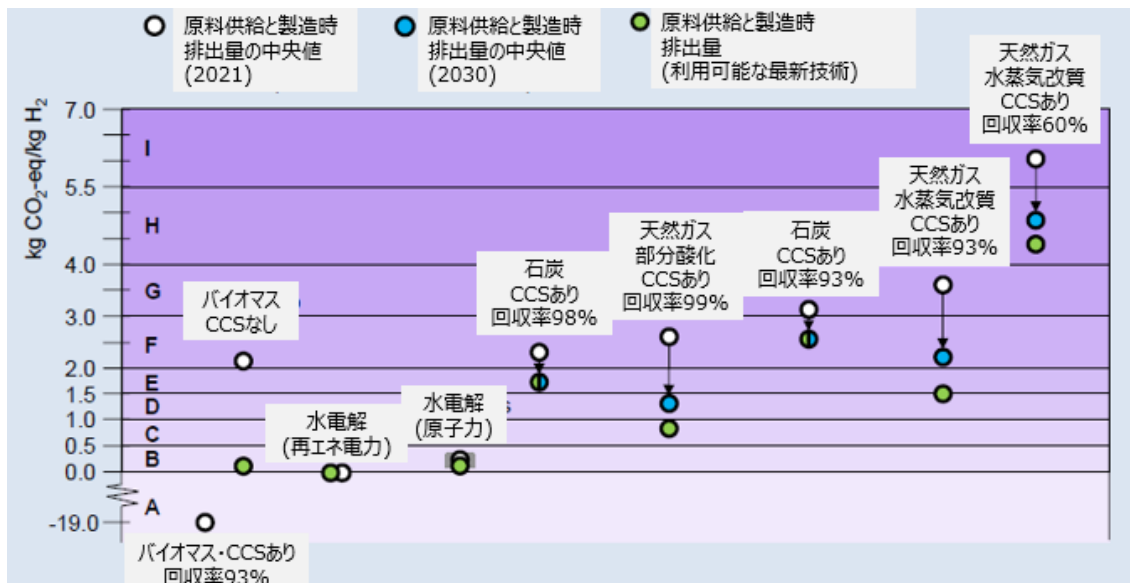 原料供給と製造時
排出量の中央値
(2021)
原料供給と製造時
排出量の中央値
(2030)
原料供給と製造時
排出量
(利用可能な最新技術)
天然ガス
水蒸気改質
CCSあり
回収率60%
kg CO₂-eq/kg H₂
7.0
I
5.5
H
4.0
G
3.0
F
2.0
E
1.5
D
1.0
C
0.5
B
0.0
A
-19.0
バイオマス
CCSなし
水電解
(再エネ電力)
水電解
(原子力)
s
石炭
CCSあり
回収率98%
天然ガス
部分酸化
CCSあり
回収率99%
石炭
CCSあり
回収率93%
天然ガス
水蒸気改質
CCSあり
回収率93%
バイオマス・CCSあり
回収率93%